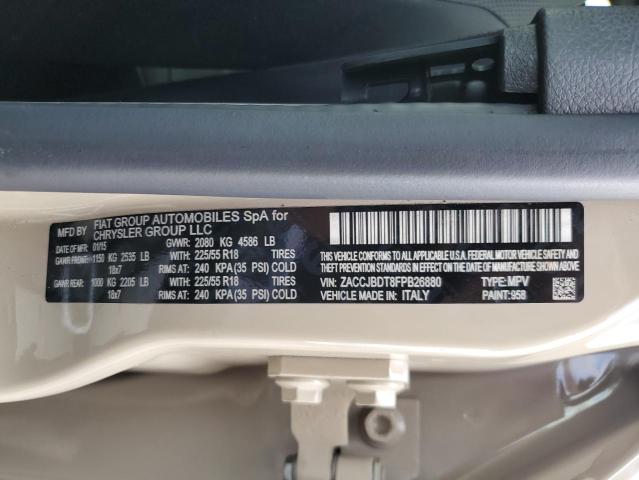 MFD BY FIAT GROUP AUTOMOBILES SpA for
CHRYSLER GROUP LLC
DATE OF MFR: 01/15 GVWR: 2080 KG 4586 LB
GAWR FRONT: 1150 KG 2535 LB WITH 225/55 R18 TIRES
18x7 RIMS AT: 240 KPA (35 PSI) COLD
GAWR REAR: 1000 KG 2205 LB WITH 225/55 R18 TIRES
18x7 RIMS AT: 240 KPA (35 PSI) COLD
THIS VEHICLE CONFORMS TO ALL APPLICABLE U.S.A. FEDERAL MOTOR
VEHICLE SAFETY, BUMPER, AND THEFT PREVENTION STANDARDS IN
EFFECT ON THE DATE OF MANUFACTURE SHOWN ABOVE.
VIN: ZACCJBDT8FPB26880 TYPE: MPV
VEHICLE MADE IN: ITALY PAINT: 958